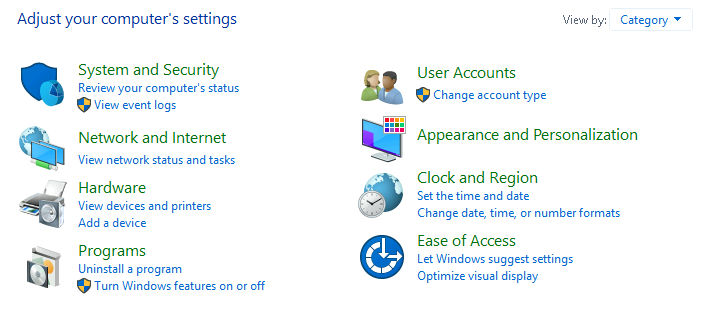 Adjust your computer's settings
View by: Category
System and Security
Review your computer's status
View event logs
Network and Internet
View network status and tasks
Hardware
View devices and printers
Add a device
Programs
Uninstall a program
Turn Windows features on or off
User Accounts
Change account type
Appearance and Personalization
Clock and Region
Set the time and date
Change date, time, or number formats
Ease of Access
Let Windows suggest settings
Optimize visual display